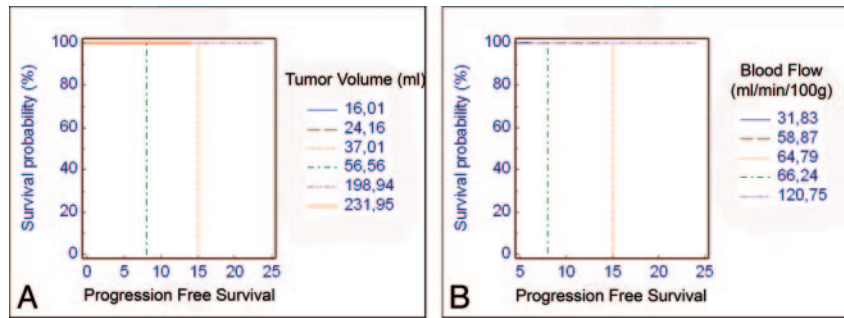 100
80
60
40
20
0
Survival probability (%)
0 5 10 15 20 25
Progression Free Survival
A
Tumor Volume (ml)
16,01
24,16
37,01
56,56
198,94
231,95
100
80
60
40
20
0
Survival probability (%)
5 10 15 20 25
Progression Free Survival
B
Blood Flow
(ml/min/100g)
31,83
58,87
64,79
66,24
120,75